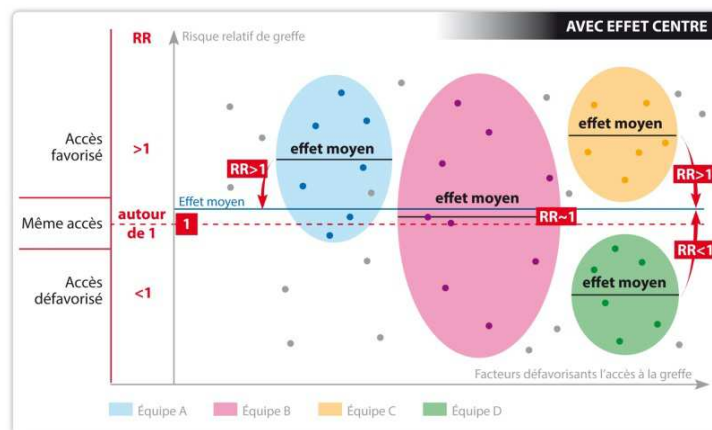 AVEC EFFET CENTRE
RR
Risque relatif de greffe
Accès
favorisé
>1
effet moyen
effet moyen
effet moyen
RR>1
RR>1
Effet moyen
Même accès
autour
de 1
1
RR~1
RR<1
Accès
défavorisé
<1
effet moyen
Facteurs défavorisants l'accès à la greffe
Équipe A
Équipe B
Équipe C
Équipe D